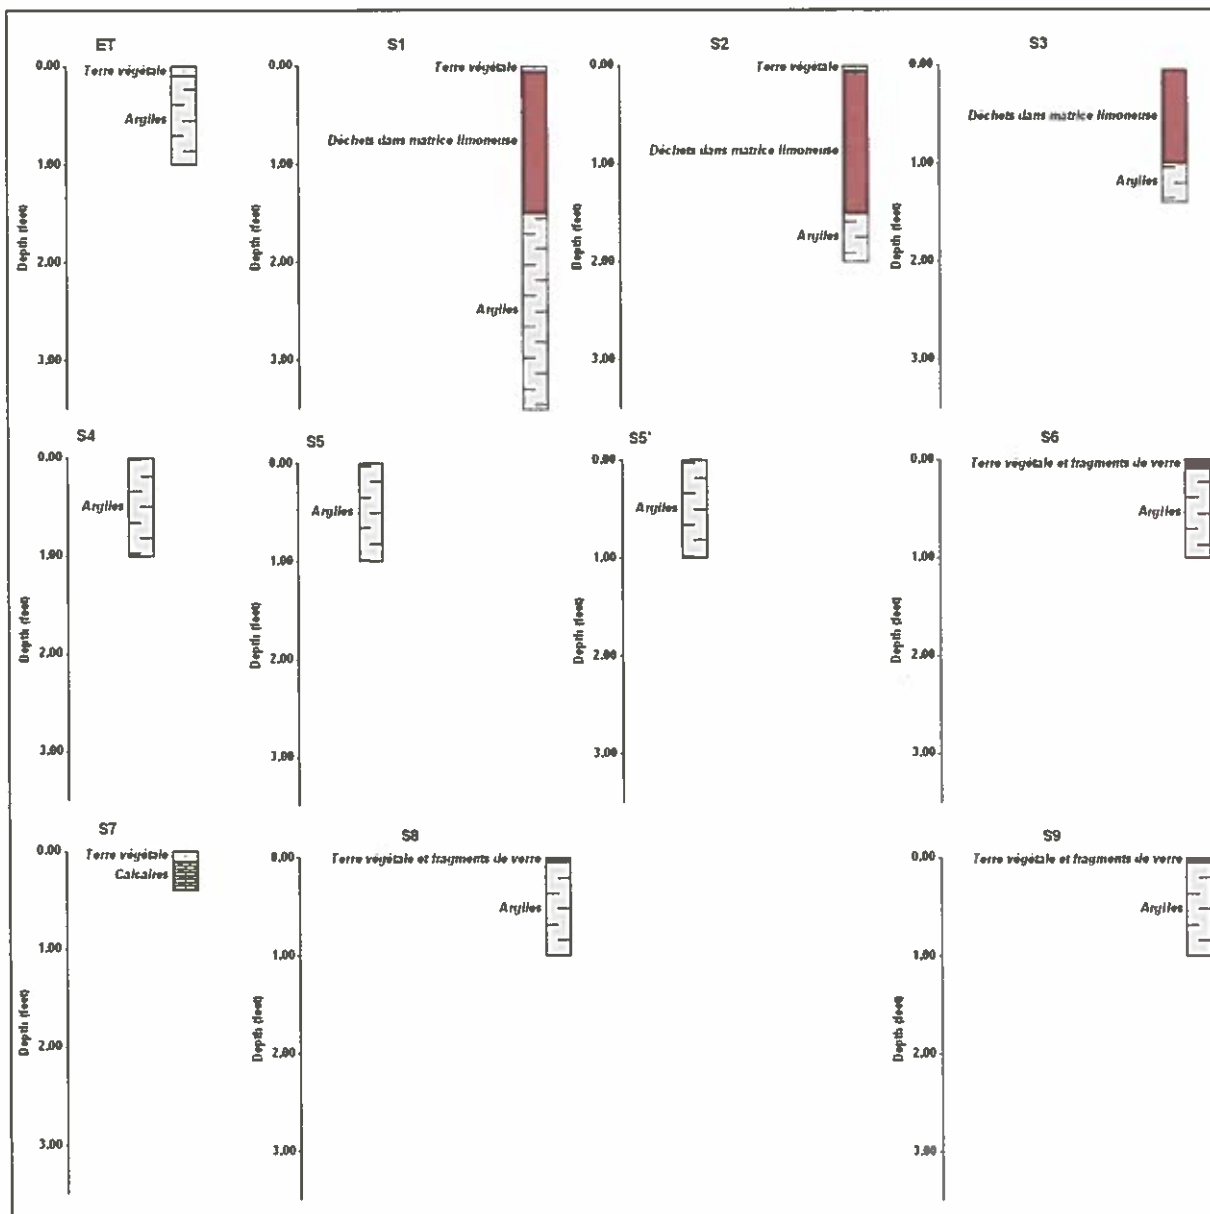 ET
0.00
Terre végétale
Argiles
1.00
Depth (feet)
2.00
3.00
S1
0.00
Terre végétale
Déchets dans matrice limoneuse
1.00
Depth (feet)
2.00
Argiles
3.00
S2
0.00
Terre végétale
Déchets dans matrice limoneuse
1.00
Argiles
Depth (feet)
2.00
3.00
S3
0.00
Déchets dans matrice limoneuse
1.00
Argiles
Depth (feet)
2.00
3.00
S4
0.00
Argiles
1.00
Depth (feet)
2.00
3.00
S5
0.00
Argiles
1.00
Depth (feet)
2.00
3.00
S5'
0.00
Argiles
1.00
Depth (feet)
2.00
3.00
S6
0.00
Terre végétale et fragments de verre
Argiles
1.00
Depth (feet)
2.00
3.00
S7
0.00
Terre végétale
Calcaires
1.00
Depth (feet)
2.00
3.00
S8
0.00
Terre végétale et fragments de verre
Argiles
1.00
Depth (feet)
2.00
3.00
S9
0.00
Terre végétale et fragments de verre
Argiles
1.00
Depth (feet)
2.00
3.00